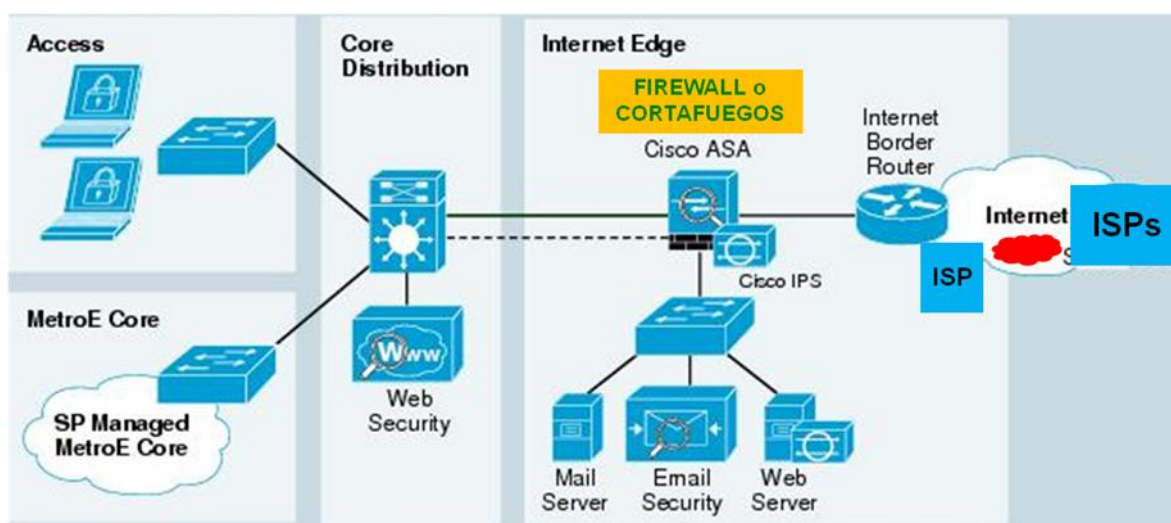 Access
Core
Distribution
Internet Edge
FIREWALL o
CORTAFUEGOS
Cisco ASA
Internet
Border
Router
Internet
ISPs
ISP
Cisco IPS
MetroE Core
SP Managed
MetroE Core
Www
Web
Security
Mail
Server
Email
Security
Web
Server